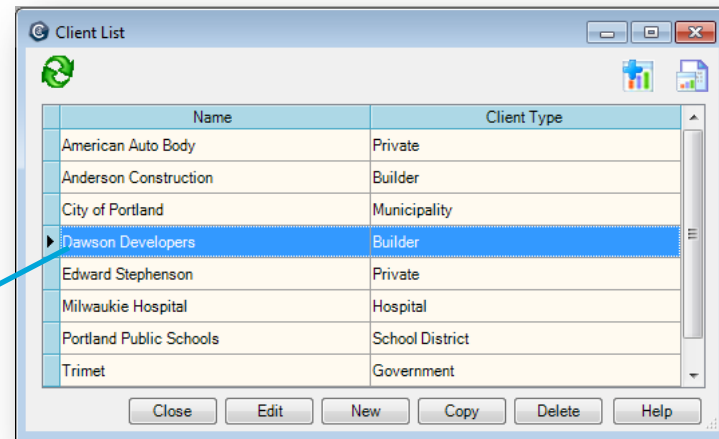 Client List
Name Client Type
American Auto Body Private
Anderson Construction Builder
City of Portland Municipality
Dawson Developers Builder
Edward Stephenson Private
Milwaukie Hospital Hospital
Portland Public Schools School District
Trimet Government
Close Edit New Copy Delete Help